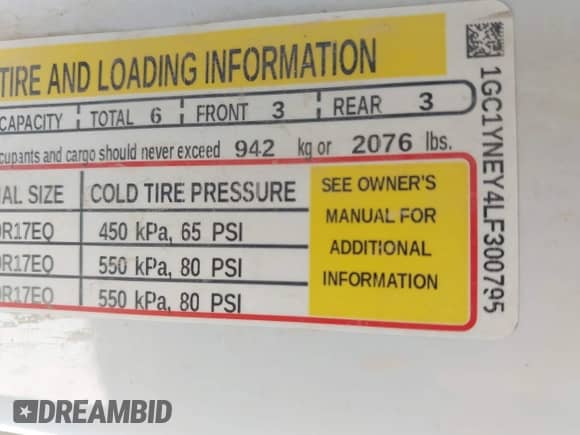 TIRE AND LOADING INFORMATION
CAPACITY TOTAL 6 FRONT 3 REAR 3
cupants and cargo should never exceed 942 kg or 2076 lbs.
AL SIZE COLD TIRE PRESSURE
R17EQ 450 kPa, 65 PSI
R17EQ 550 kPa, 80 PSI
R17EQ 550 kPa, 80 PSI
SEE OWNER'S
MANUAL FOR
ADDITIONAL
INFORMATION
1GC1YNEY4LF300795
DREAMBID